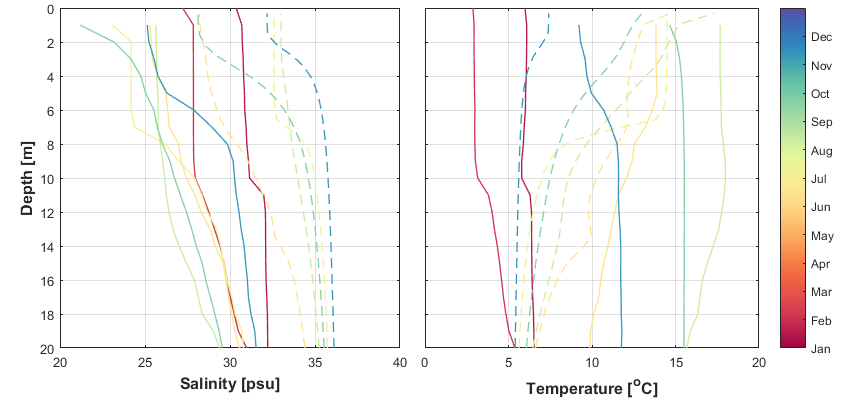 0
2
4
6
8
10
12
14
16
18
20
Depth [m]
20 25 30 35 40
Salinity [psu]
0 5 10 15 20
Temperature [°C]
Dec
Nov
Oct
Sep
Aug
Jul
Jun
May
Apr
Mar
Feb
Jan